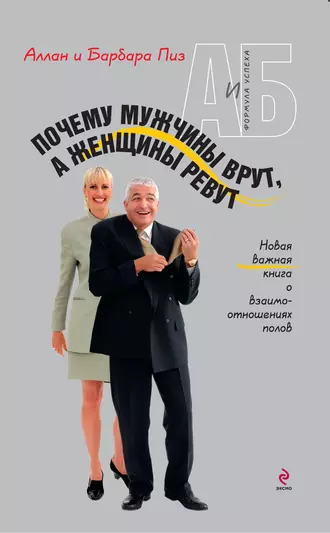 Аллан и Барбара Пиз
А и Б
ФОРМУЛА УСПЕХА
ПОЧЕМУ МУЖЧИНЫ ВРУТ,
А ЖЕНЩИНЫ РЕВУТ
Новая
важная
книга
о
взаимо-
отношениях
полов
ЭКСМО